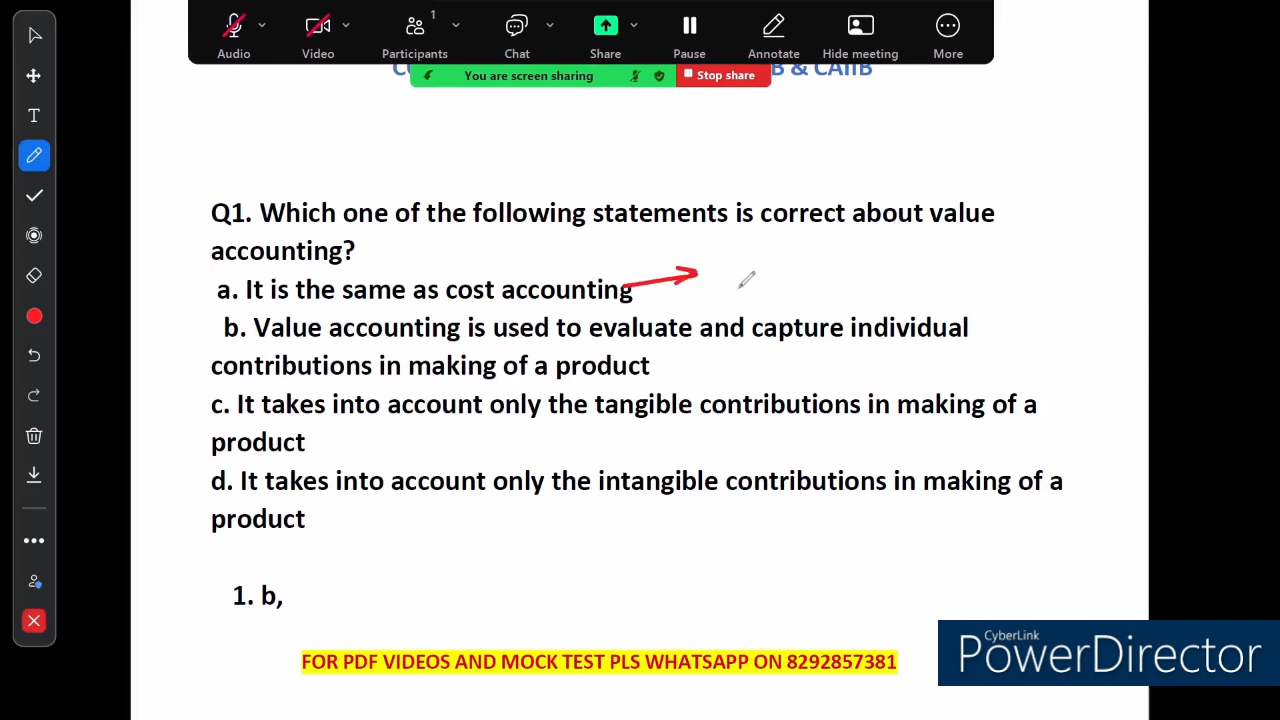 1
Audio Video Participants Chat Share Pause Annotate Hide meeting More
B & CAIIB
You are screen sharing Stop share
T
Q1. Which one of the following statements is correct about value
accounting?
a. It is the same as cost accounting
b. Value accounting is used to evaluate and capture individual
contributions in making of a product
c. It takes into account only the tangible contributions in making of a
product
d. It takes into account only the intangible contributions in making of a
product
1. b,
FOR PDF VIDEOS AND MOCK TEST PLS WHATSAPP ON 8292857381
CyberLink
PowerDirector